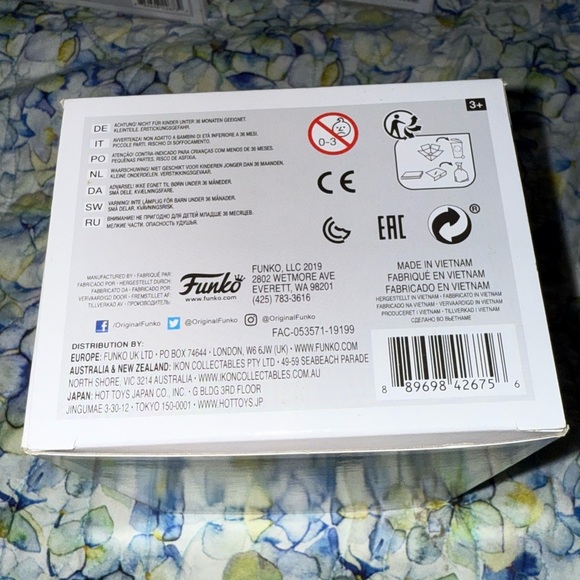 3+
DE ACHTUNG! NICHT FÜR KINDER UNTER 36 MONATEN GEEIGNET.
KLEINTEILE. ERSTICKUNGSGEFAHR.
IT AVVERTENZA! NON ADATTO A BAMBINI DI ETÀ INFERIORE A 36 MESI.
PICCOLE PARTI. RISCHIO DI SOFFOCAMENTO.
PO ATENÇÃO! CONTRA-INDICADO PARA CRIANÇAS COM MENOS DE 36 MESES.
PEQUENAS PARTES. RISCO DE ASFIXIA.
NL WAARSCHUWING! NIET GESCHIKT VOOR KINDEREN JONGER DAN 36 MAANDEN.
KLEINE ONDERDELEN. VERSTIKKINGSGEVAAR.
DA ADVARSEL! IKKE EGNET TIL BØRN UNDER 36 MÅNEDER.
SMÅ DELE. KVÆLNINGSFARE.
SW VARNING! INTE LÄMPLIG FÖR BARN UNDER 36 MÅNADER.
SMÅ DELAR. KVÄVNINGSRISK.
RU ВНИМАНИЕ! НЕ ПРИГОДНО ДЛЯ ДЕТЕЙ МЛАДШЕ 36 МЕСЯЦЕВ.
МЕЛКИЕ ЧАСТИ. ОПАСНОСТЬ УДУШЬЯ.
0-3
CE
EAC
®
MANUFACTURED BY • FABRIQUÉ PAR
FABRICADO POR • HERGESTELLT DURCH:
FABRICATO DA • FABRICADO POR
VERVAARDIGD DOOR • FREMSTILLET AF
TILLVERKAD AV • ПРОИЗВЕДЕНО
Funko
www.funko.com
FUNKO, LLC 2019
2802 WETMORE AVE
EVERETT, WA 98201
(425) 783-3616
MADE IN VIETNAM
FABRIQUÉ EN VIETNAM
FABRICADO EN VIETNAM
HERGESTELLT IN VIETNAM • FABBRICATO IN VIETNAM
VERVAARDIGD IN VIETNAM • FABRICADO NO VIETNAM
PRODUCERET I VIETNAM • TILLVERKAD I VIETNAM
СДЕЛАНО ВО ВЬЕТНАМЕ
/OriginalFunko @OriginalFunko @OriginalFunko
FAC-053571-19199
DISTRIBUTION BY:
EUROPE: FUNKO UK LTD • PO BOX 74644 • LONDON, W6 6JW (UK) • WWW.FUNKO.COM
AUSTRALIA & NEW ZEALAND: IKON COLLECTABLES PTY LTD • 49-59 SEABEACH PARADE
NORTH SHORE, VIC 3214 AUSTRALIA • WWW.IKONCOLLECTABLES.COM.AU
JAPAN: HOT TOYS JAPAN CO., INC. • G BLDG 3RD FLOOR
JINGUMAE 3-30-12 • TOKYO 150-0001 • WWW.HOTTOYS.JP
8 89698 42675 6